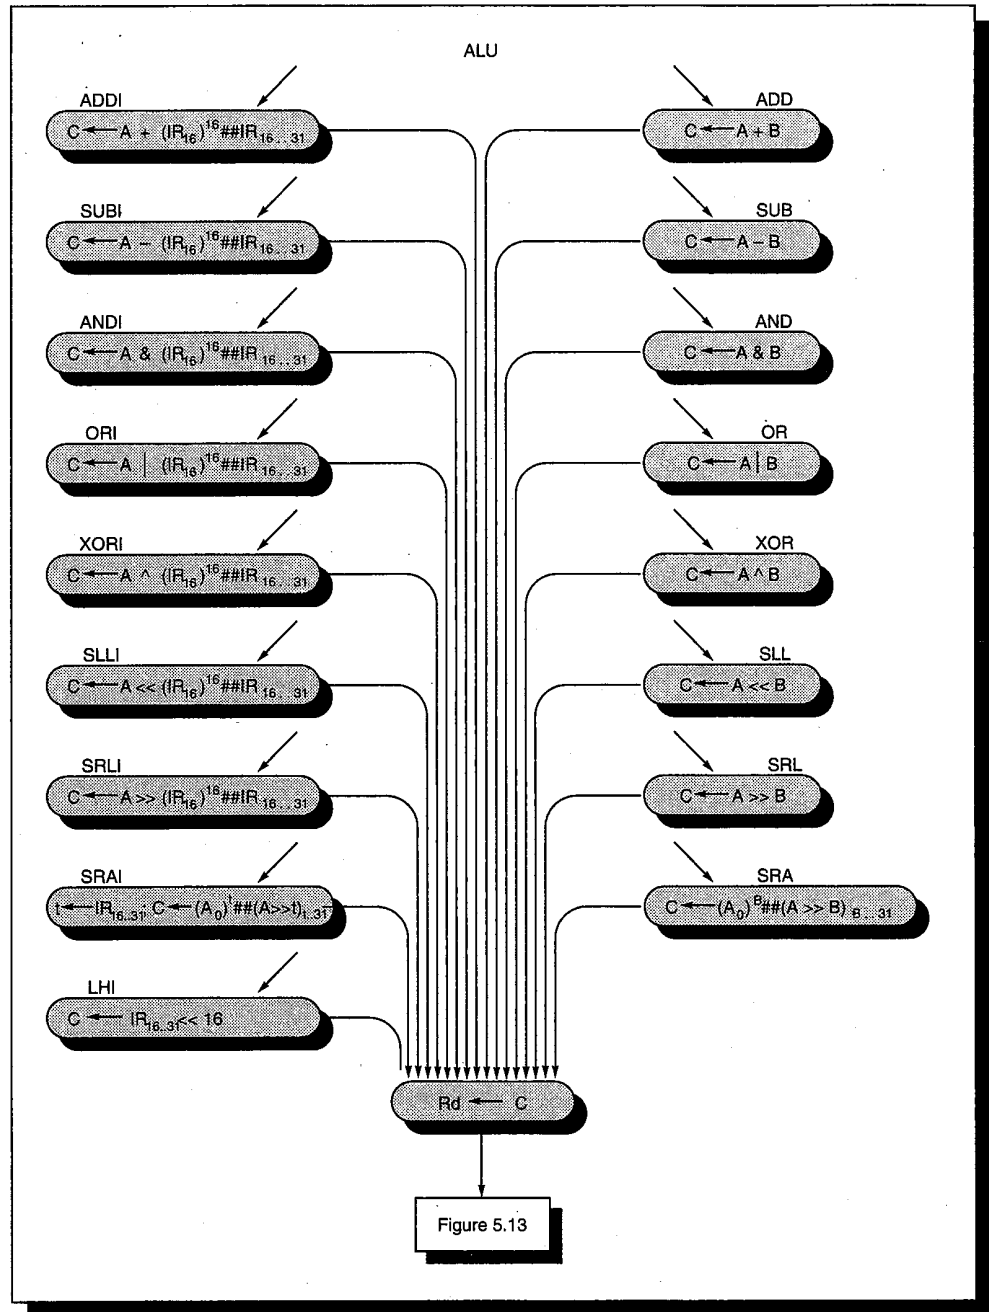 ALU
ADDI
C ← A + (IR₁₆)¹⁶##IR₁₆..₃₁
ADD
C ← A + B
SUBI
C ← A – (IR₁₆)¹⁶##IR₁₆..₃₁
SUB
C ← A – B
ANDI
C ← A & (IR₁₆)¹⁶##IR₁₆..₃₁
AND
C ← A & B
ORI
C ← A | (IR₁₆)¹⁶##IR₁₆..₃₁
OR
C ← A | B
XORI
C ← A ^ (IR₁₆)¹⁶##IR₁₆..₃₁
XOR
C ← A ^ B
SLLI
C ← A << (IR₁₆)¹⁶##IR₁₆..₃₁
SLL
C ← A << B
SRLI
C ← A >> (IR₁₆)¹⁶##IR₁₆..₃₁
SRL
C ← A >> B
SRAI
t ← IR₁₆..₃₁; C ← (A₀)ᵗ##(A>>t)ₜ..₃₁
SRA
C ← (A₀)ᴮ##(A >> B) B...₃₁
LHI
C ← IR₁₆..₃₁<< 16
Rd ← C
Figure 5.13